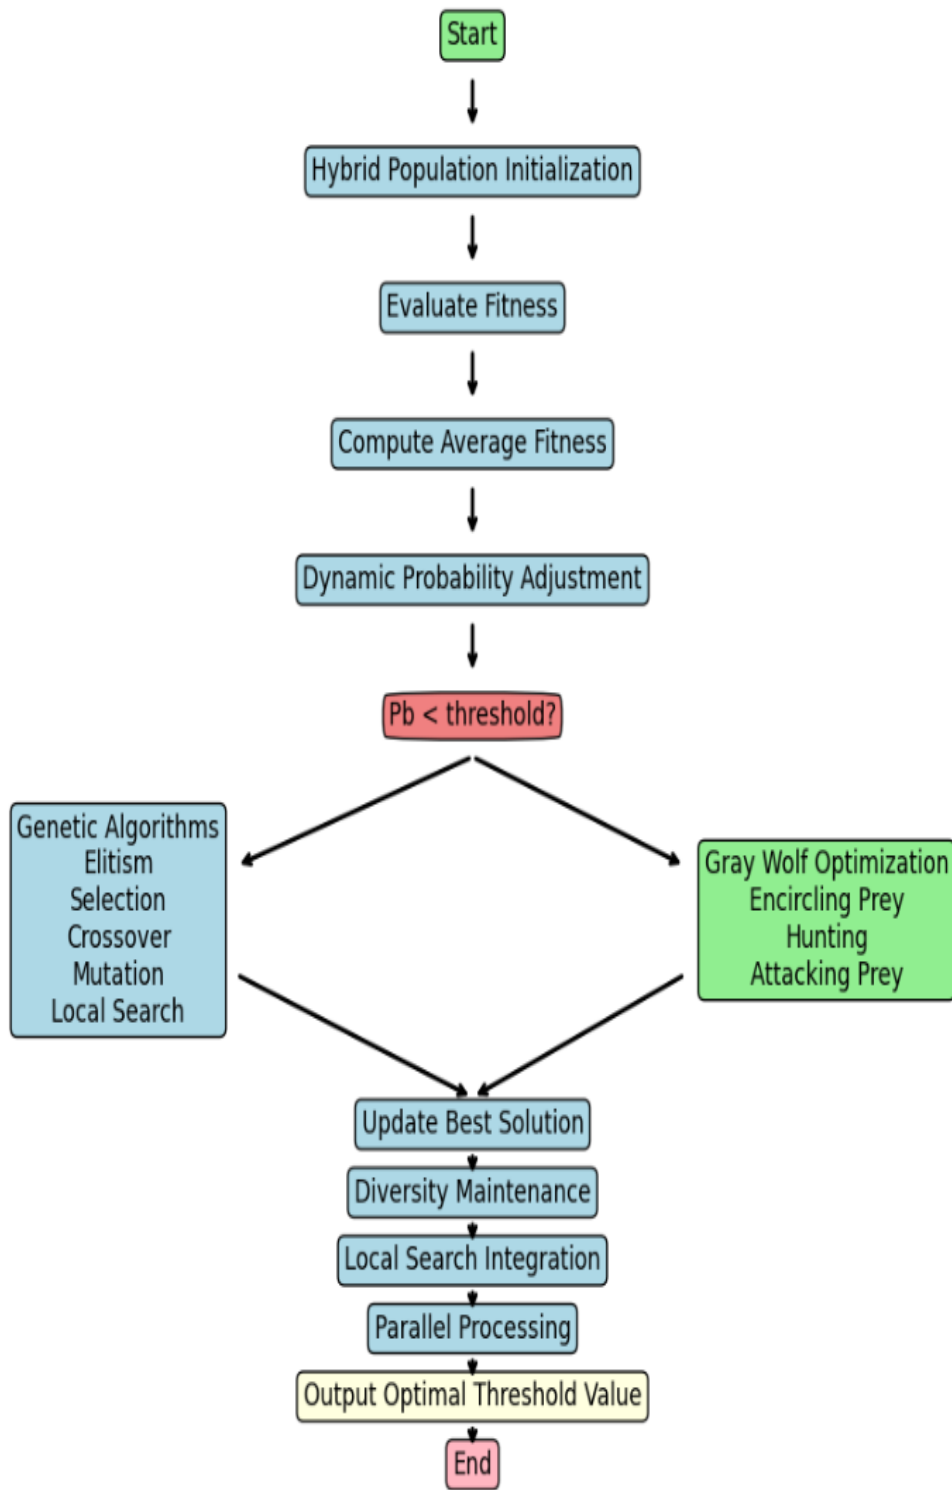 Start
Hybrid Population Initialization
Evaluate Fitness
Compute Average Fitness
Dynamic Probability Adjustment
Pb < threshold?
Genetic Algorithms
Elitism
Selection
Crossover
Mutation
Local Search
Gray Wolf Optimization
Encircling Prey
Hunting
Attacking Prey
Update Best Solution
Diversity Maintenance
Local Search Integration
Parallel Processing
Output Optimal Threshold Value
End